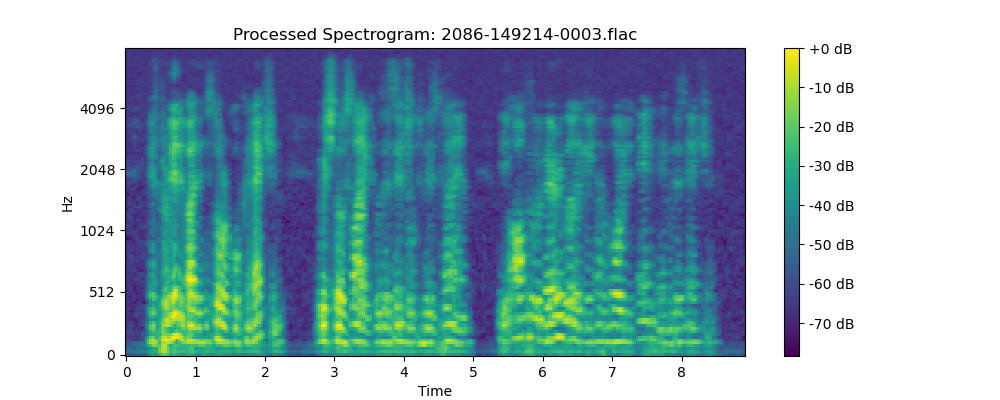 Processed Spectrogram: 2086-149214-0003.flac
Hz
4096
2048
1024
512
0
0 1 2 3 4 5 6 7 8
Time
+0 dB
-10 dB
-20 dB
-30 dB
-40 dB
-50 dB
-60 dB
-70 dB